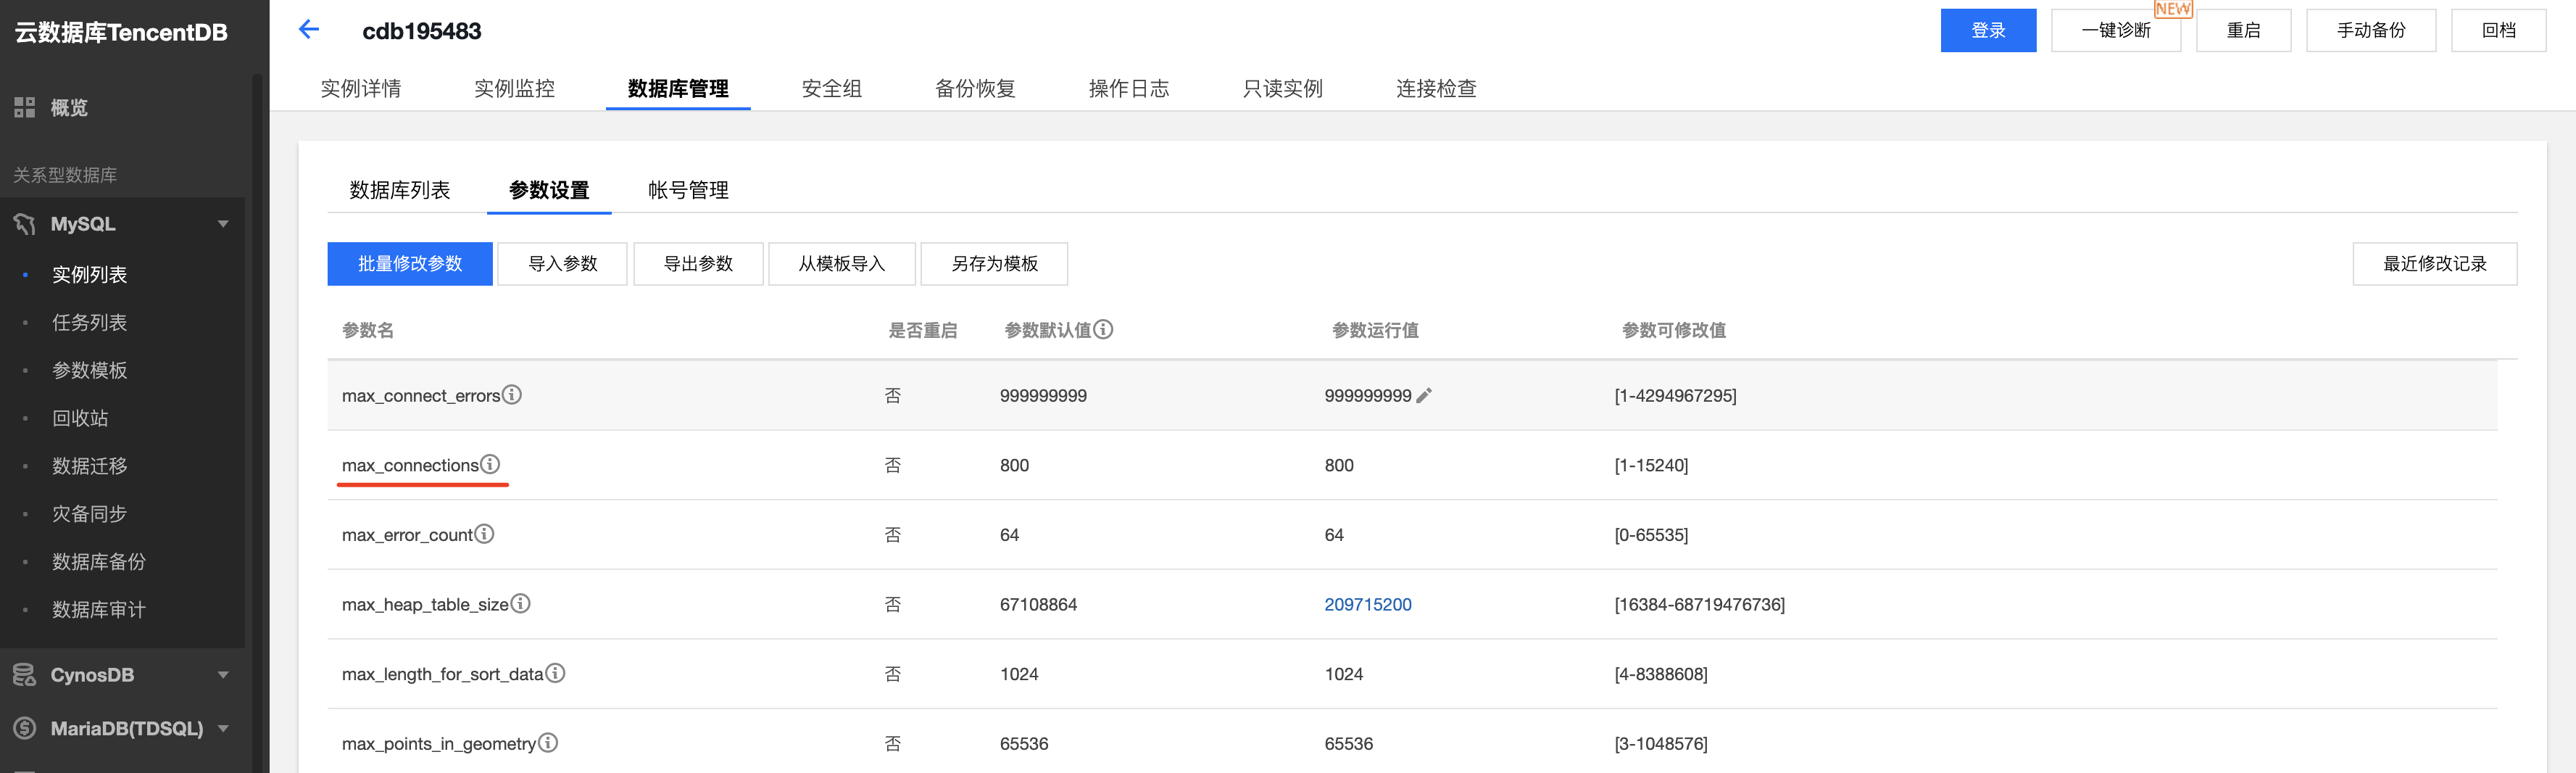 云数据库TencentDB
概览
关系型数据库
MySQL
实例列表
任务列表
参数模板
回收站
数据迁移
灾备同步
数据库备份
数据库审计
CynosDB
MariaDB(TDSQL)
cdb195483
登录 一键诊断 NEW 重启 手动备份 回档
实例详情 实例监控 数据库管理 安全组 备份恢复 操作日志 只读实例 连接检查
数据库列表 参数设置 帐号管理
批量修改参数 导入参数 导出参数 从模板导入 另存为模板 最近修改记录
参数名 是否重启 参数默认值 参数运行值 参数可修改值
max_connect_errors 否 999999999 999999999 [1-4294967295]
max_connections 否 800 800 [1-15240]
max_error_count 否 64 64 [0-65535]
max_heap_table_size 否 67108864 209715200 [16384-68719476736]
max_length_for_sort_data 否 1024 1024 [4-8388608]
max_points_in_geometry 否 65536 65536 [3-1048576]